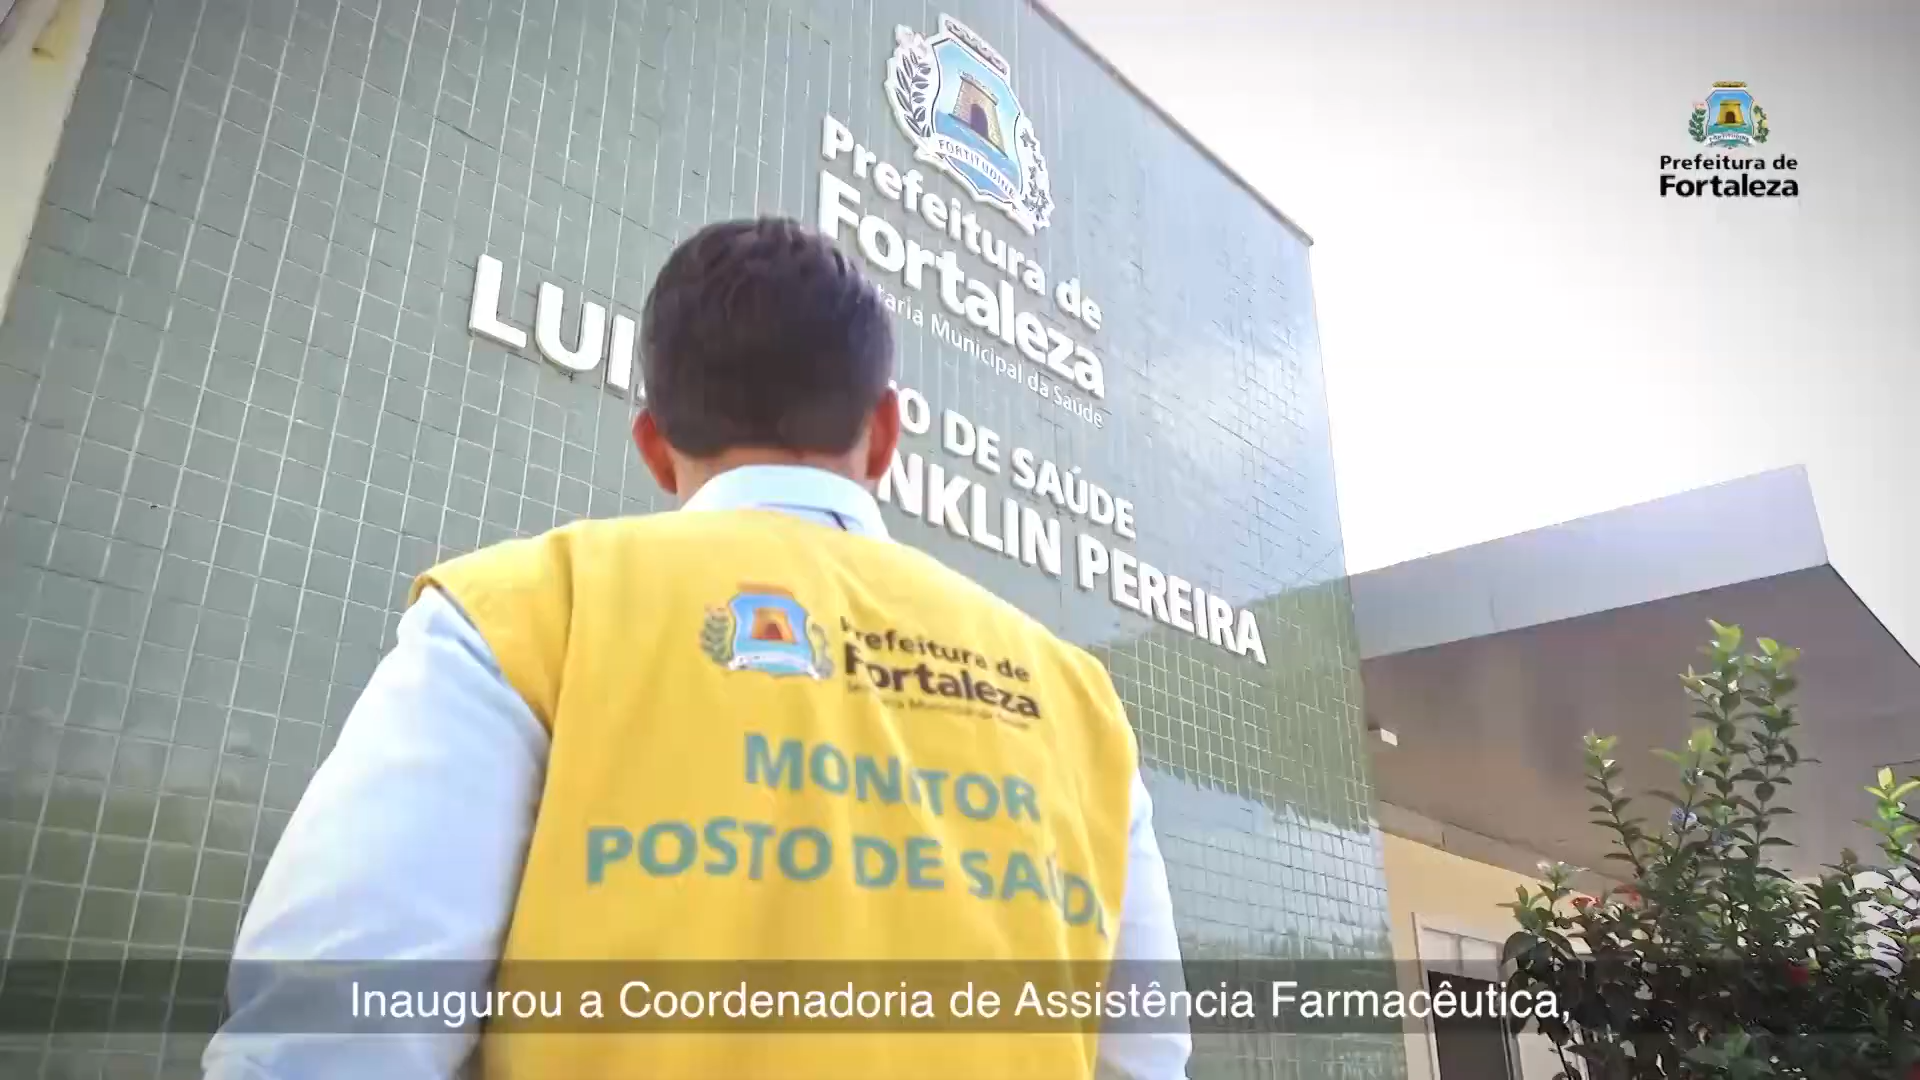 FORTITUDINE
Prefeitura de
Fortaleza
Municipal da Saúde
DE SAÚDE
PEREIRA
Prefeitura de
Fortaleza
Prefeitura de
Fortaleza
MONITOR
POSTO DE
Inaugurou a Coordenadoria de Assistência Farmacêutica,